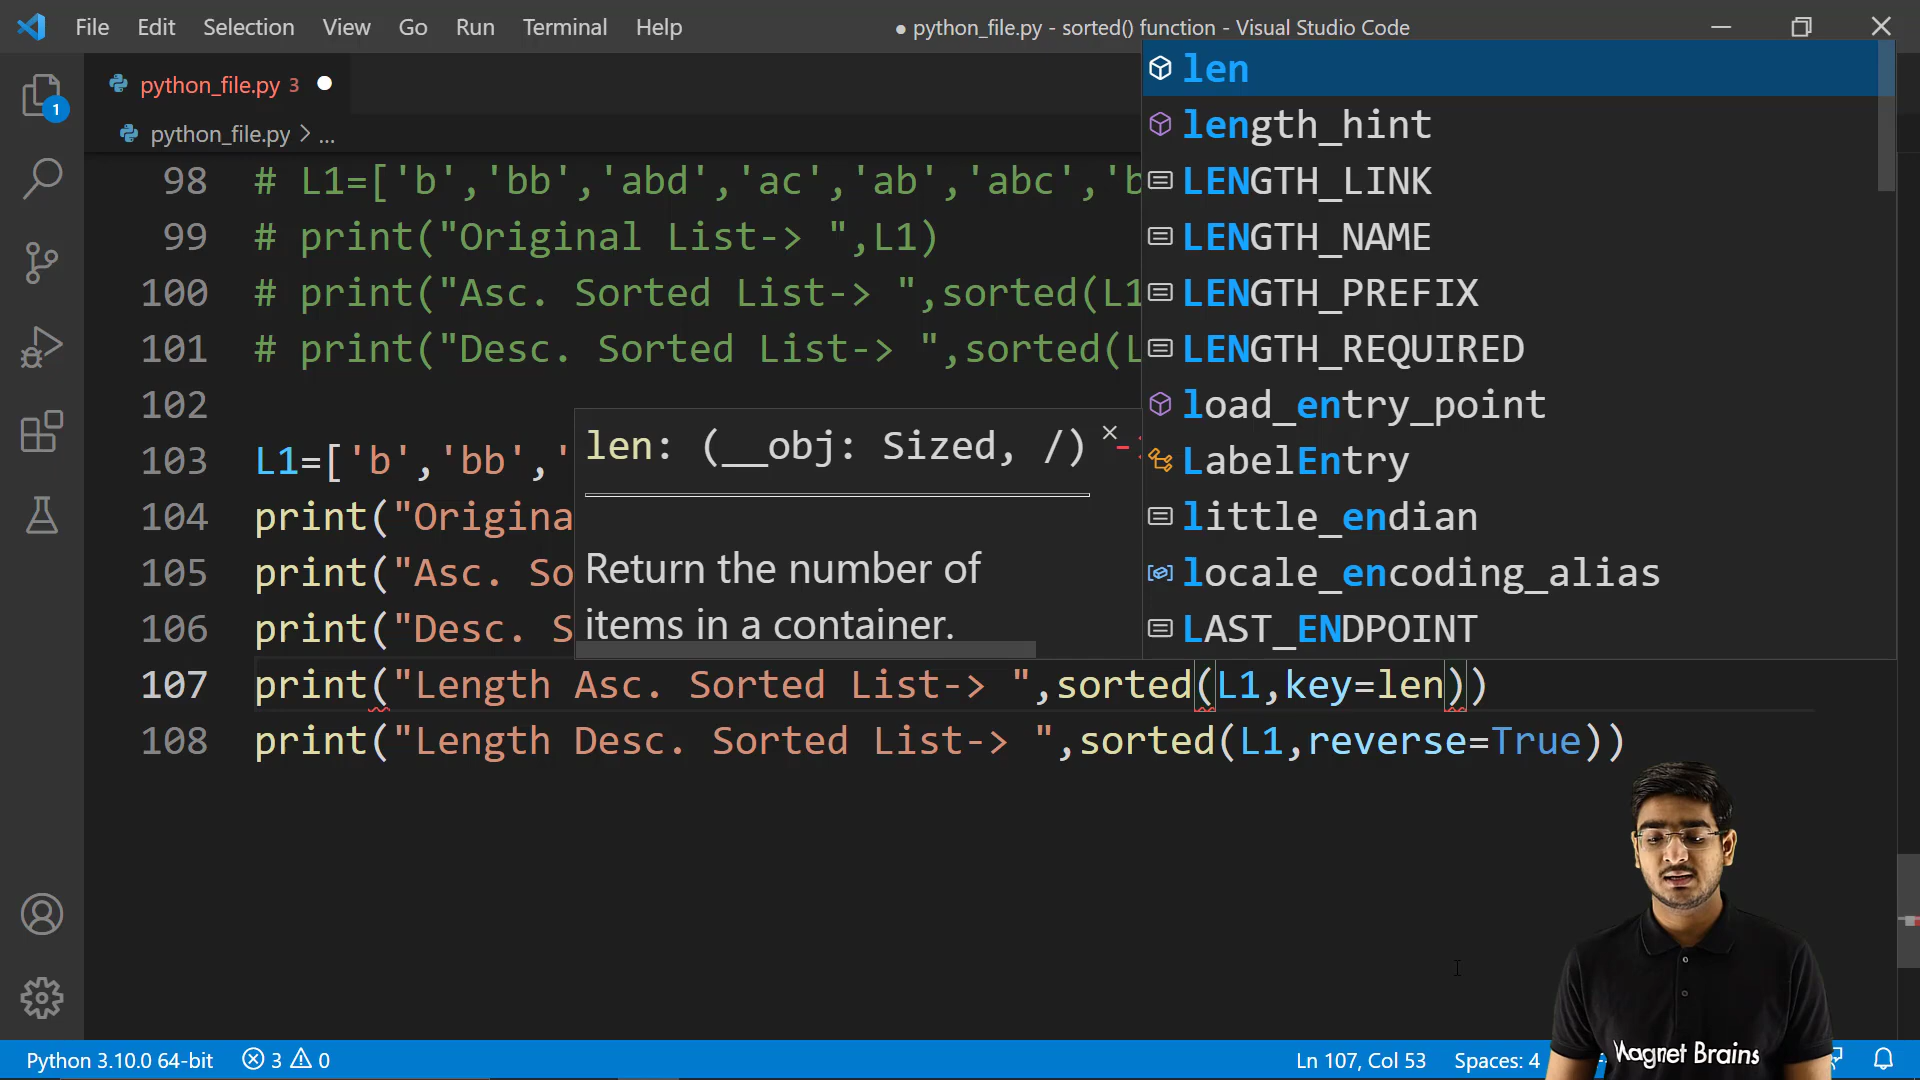 File Edit Selection View Go Run Terminal Help
● python_file.py - sorted() function - Visual Studio Code
python_file.py 3
1
python_file.py > ...
98 # L1=['b','bb','abd','ac','ab','abc','b
99 # print("Original List-> ",L1)
100 # print("Asc. Sorted List-> ",sorted(L1
101 # print("Desc. Sorted List-> ",sorted(L
102
103 L1=['b','bb','
104 print("Origina
105 print("Asc. So
106 print("Desc. S
107 print("Length Asc. Sorted List-> ",sorted(L1,key=len))
108 print("Length Desc. Sorted List-> ",sorted(L1,reverse=True))
len: (__obj: Sized, /) -
Return the number of
items in a container.
len
length_hint
LENGTH_LINK
LENGTH_NAME
LENGTH_PREFIX
LENGTH_REQUIRED
load_entry_point
LabelEntry
little_endian
locale_encoding_alias
LAST_ENDPOINT
Magnet Brains
Python 3.10.0 64-bit 3 0 Ln 107, Col 53 Spaces: 4